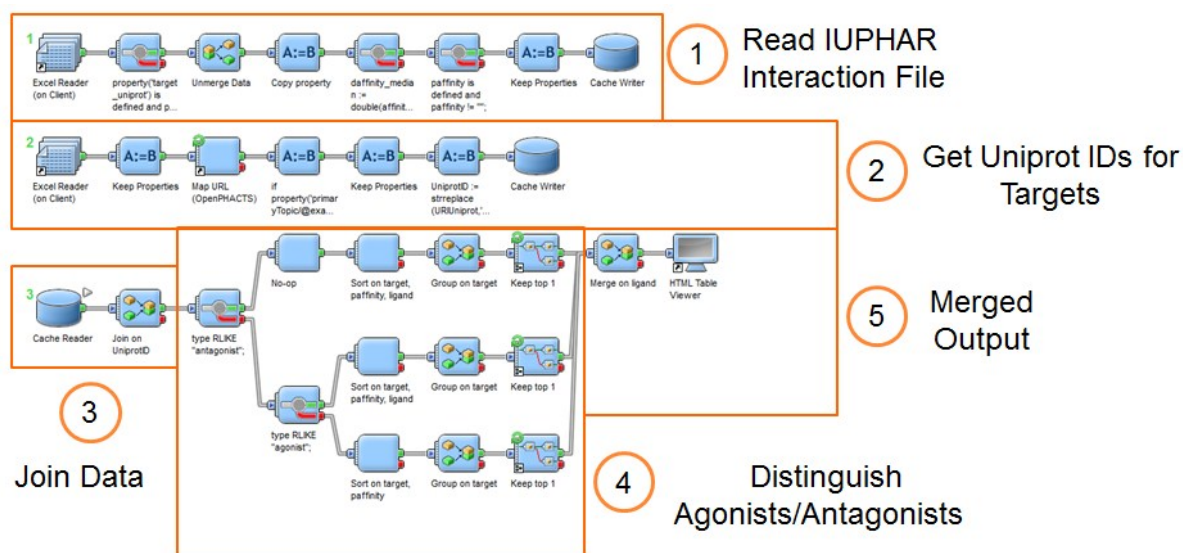 1
A:=B
A:=B
Excel Reader
(on Client)
property('target
_uniprot') is
defined and p...
Unmerge Data
Copy property
daffinity_media
n :=
double(affinit...
paffinity is
defined and
paffinity != "";
Keep Properties
Cache Writer
1
Read IUPHAR
Interaction File
2
A:=B
A:=B
A:=B
A:=B
Excel Reader
(on Client)
Keep Properties
Map URL
(OpenPHACTS)
if
property('primar
yTopic/@exa...
Keep Properties
UniprotID :=
strreplace
(URIUniprot,'...
Cache Writer
2
Get Uniprot IDs for
Targets
No-op
Sort on target,
paffinity, ligand
Group on target
Keep top 1
Merge on ligand
HTML Table
Viewer
3
Cache Reader
Join on
UniprotID
type RLIKE
"antagonist";
5
Merged
Output
Sort on target,
paffinity, ligand
Group on target
Keep top 1
3
Join Data
type RLIKE
"agonist";
Sort on target,
paffinity
Group on target
Keep top 1
4
Distinguish
Agonists/Antagonists